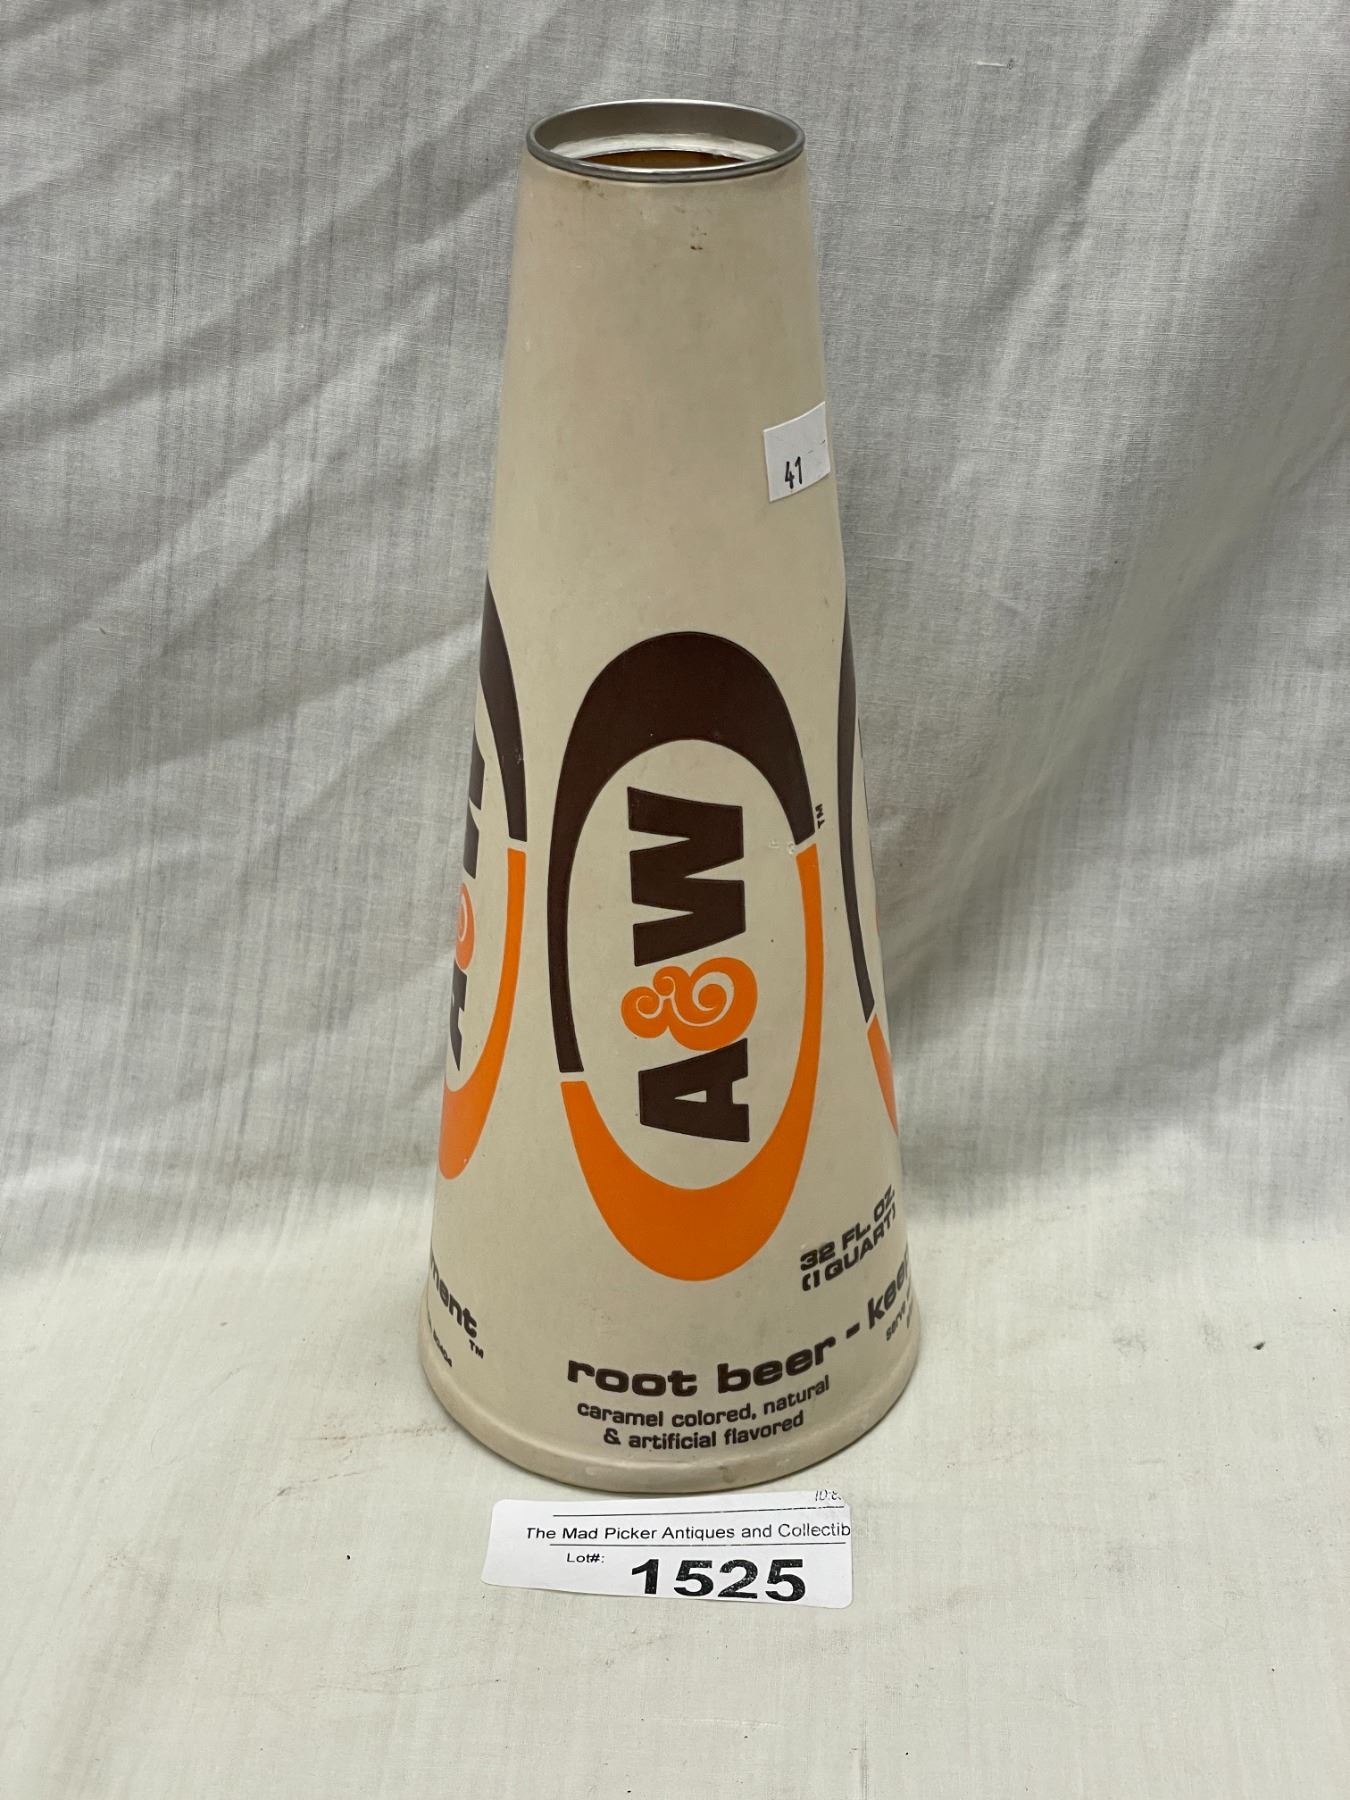 41
A&W
TM
32 FL. OZ.
(1 QUART)
ment TM
root beer - keep
caramel colored, natural
& artificial flavored
The Mad Picker Antiques and Collectib
Lot#: 1525